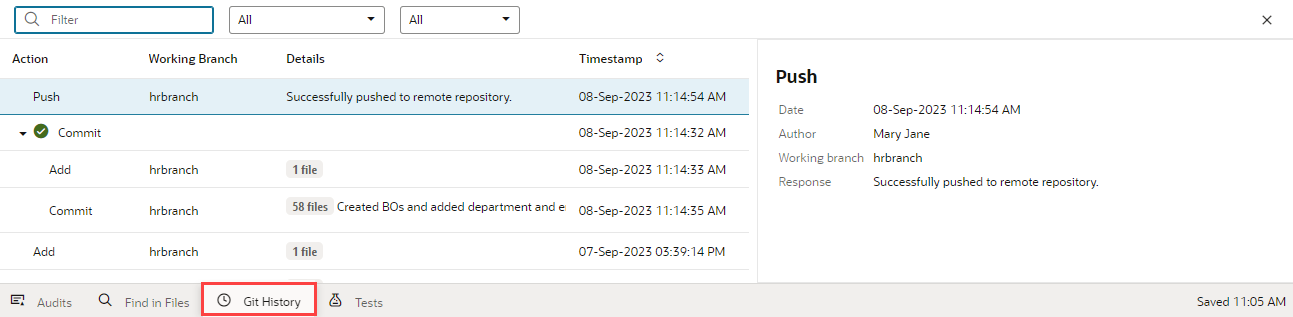 Filter All All
Action Working Branch Details Timestamp
Push hrbranch Successfully pushed to remote repository. 08-Sep-2023 11:14:54 AM
Commit 08-Sep-2023 11:14:32 AM
Add hrbranch 1 file 08-Sep-2023 11:14:33 AM
Commit hrbranch 58 files Created BOs and added department and 08-Sep-2023 11:14:35 AM
Add hrbranch 1 file 07-Sep-2023 03:39:14 PM
Push
Date 08-Sep-2023 11:14:54 AM
Author Mary Jane
Working branch hrbranch
Response Successfully pushed to remote repository.
Audits Find in Files Git History Tests Saved 11:05 AM